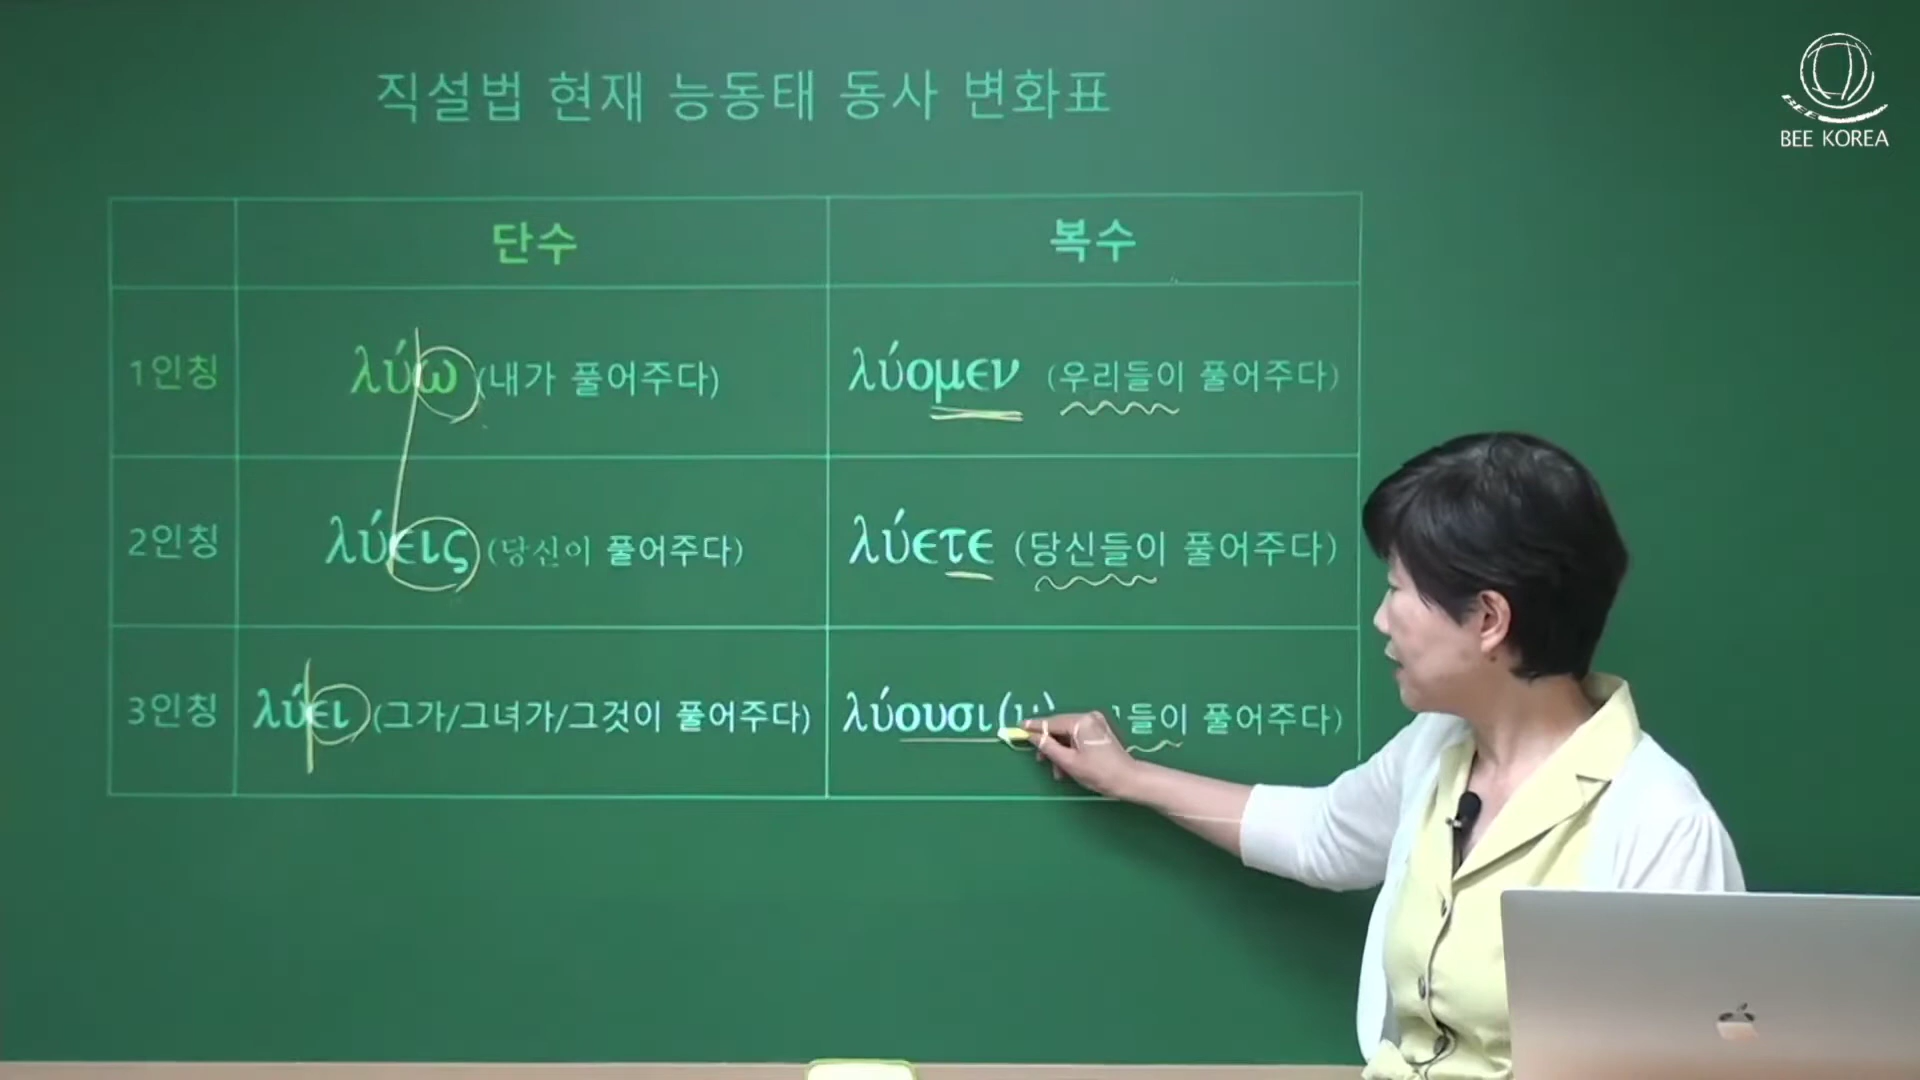 직설법 현재 능동태 동사 변화표
BEE KOREA
단수 복수
1인칭 λύω (내가 풀어주다) λύομεν (우리들이 풀어주다)
2인칭 λύεις (당신이 풀어주다) λύετε (당신들이 풀어주다)
3인칭 λύει (그가/그녀가/그것이 풀어주다) λύουσι(ν) 풀어주다)